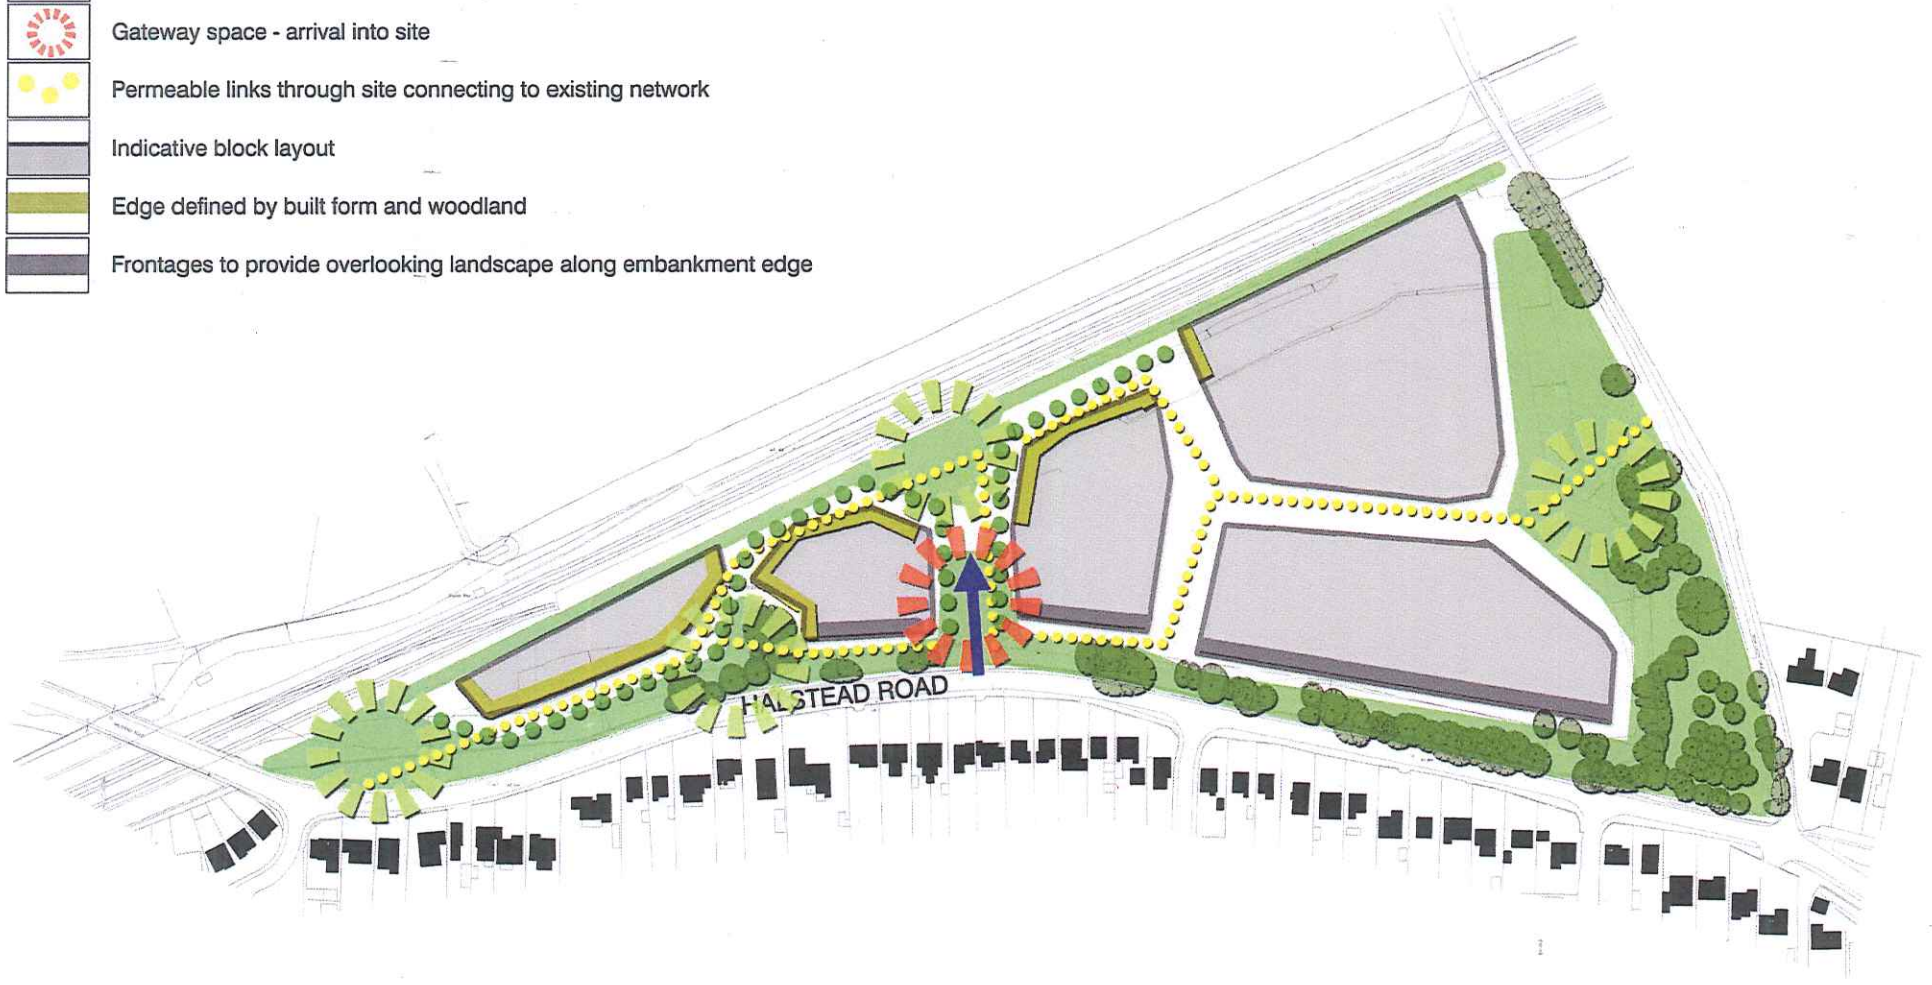 Gateway space - arrival into site
Permeable links through site connecting to existing network
Indicative block layout
Edge defined by built form and woodland
Frontages to provide overlooking landscape along embankment edge
HALSTEAD ROAD